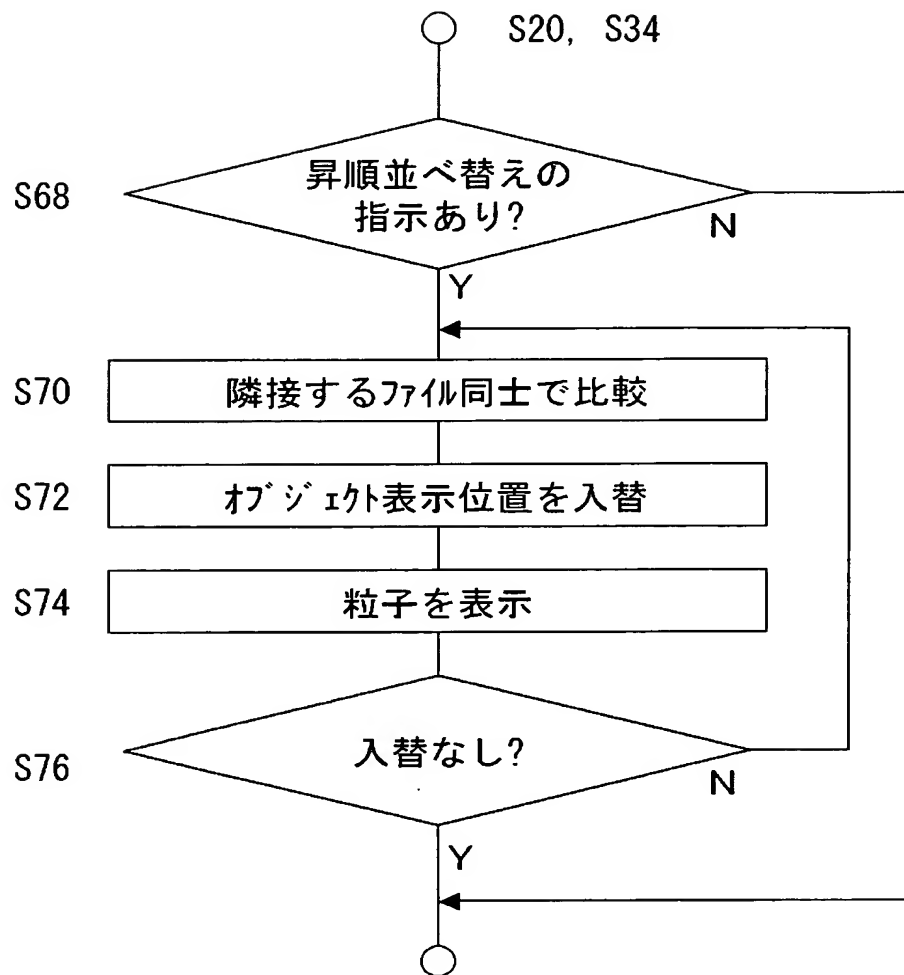 S20, S34
S68
昇順並べ替えの
指示あり?
N
Y
S70
隣接するﾌｧｲﾙ同士で比較
S72
ｵﾌﾞｼﾞｪｸﾄ表示位置を入替
S74
粒子を表示
S76
入替なし?
N
Y